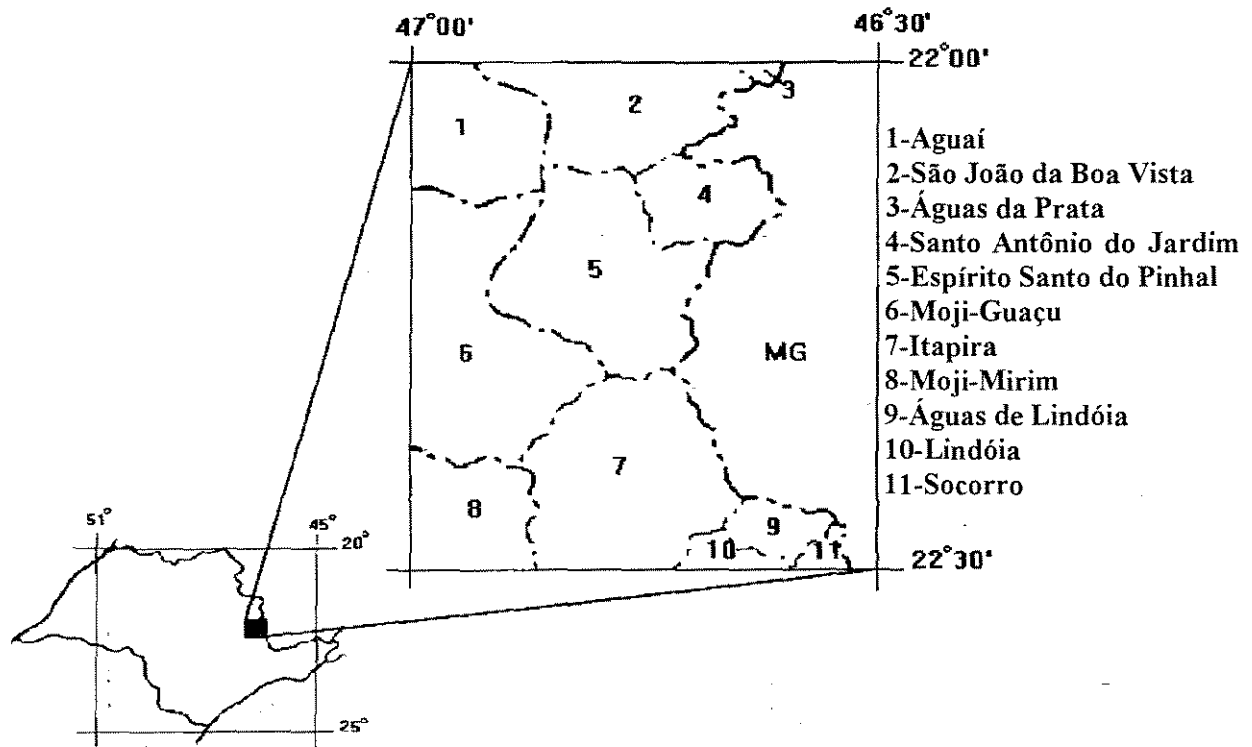 47°00'
46°30'
22°00'
3
2
1
1-Aguaí
2-São João da Boa Vista
3-Águas da Prata
4
4-Santo Antônio do Jardim
5
5-Espírito Santo do Pinhal
6-Moji-Guaçu
6
MG
7-Itapira
8-Moji-Mirim
9-Águas de Lindóia
10-Lindóia
7
11-Socorro
8
9
10
11
22°30'
51°
45°
20°
25°